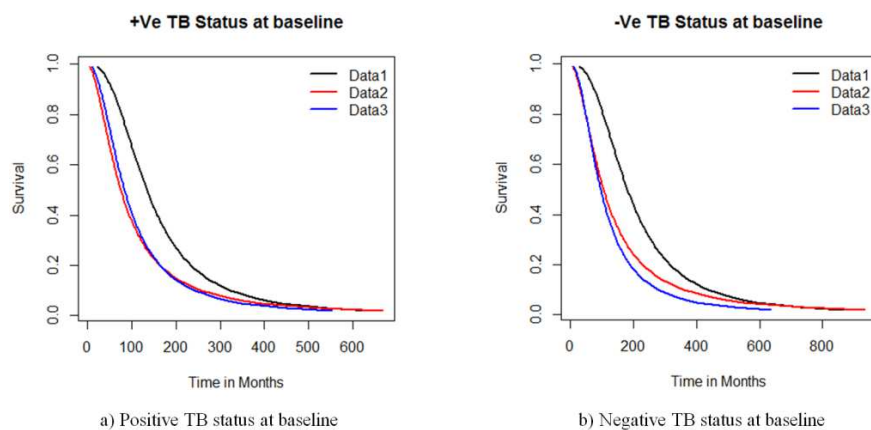 +Ve TB Status at baseline
Survival
1.0
0.8
0.6
0.4
0.2
0.0
Data1
Data2
Data3
0 100 200 300 400 500 600
Time in Months
a) Positive TB status at baseline
-Ve TB Status at baseline
Survival
1.0
0.8
0.6
0.4
0.2
0.0
Data1
Data2
Data3
0 200 400 600 800
Time in Months
b) Negative TB status at baseline